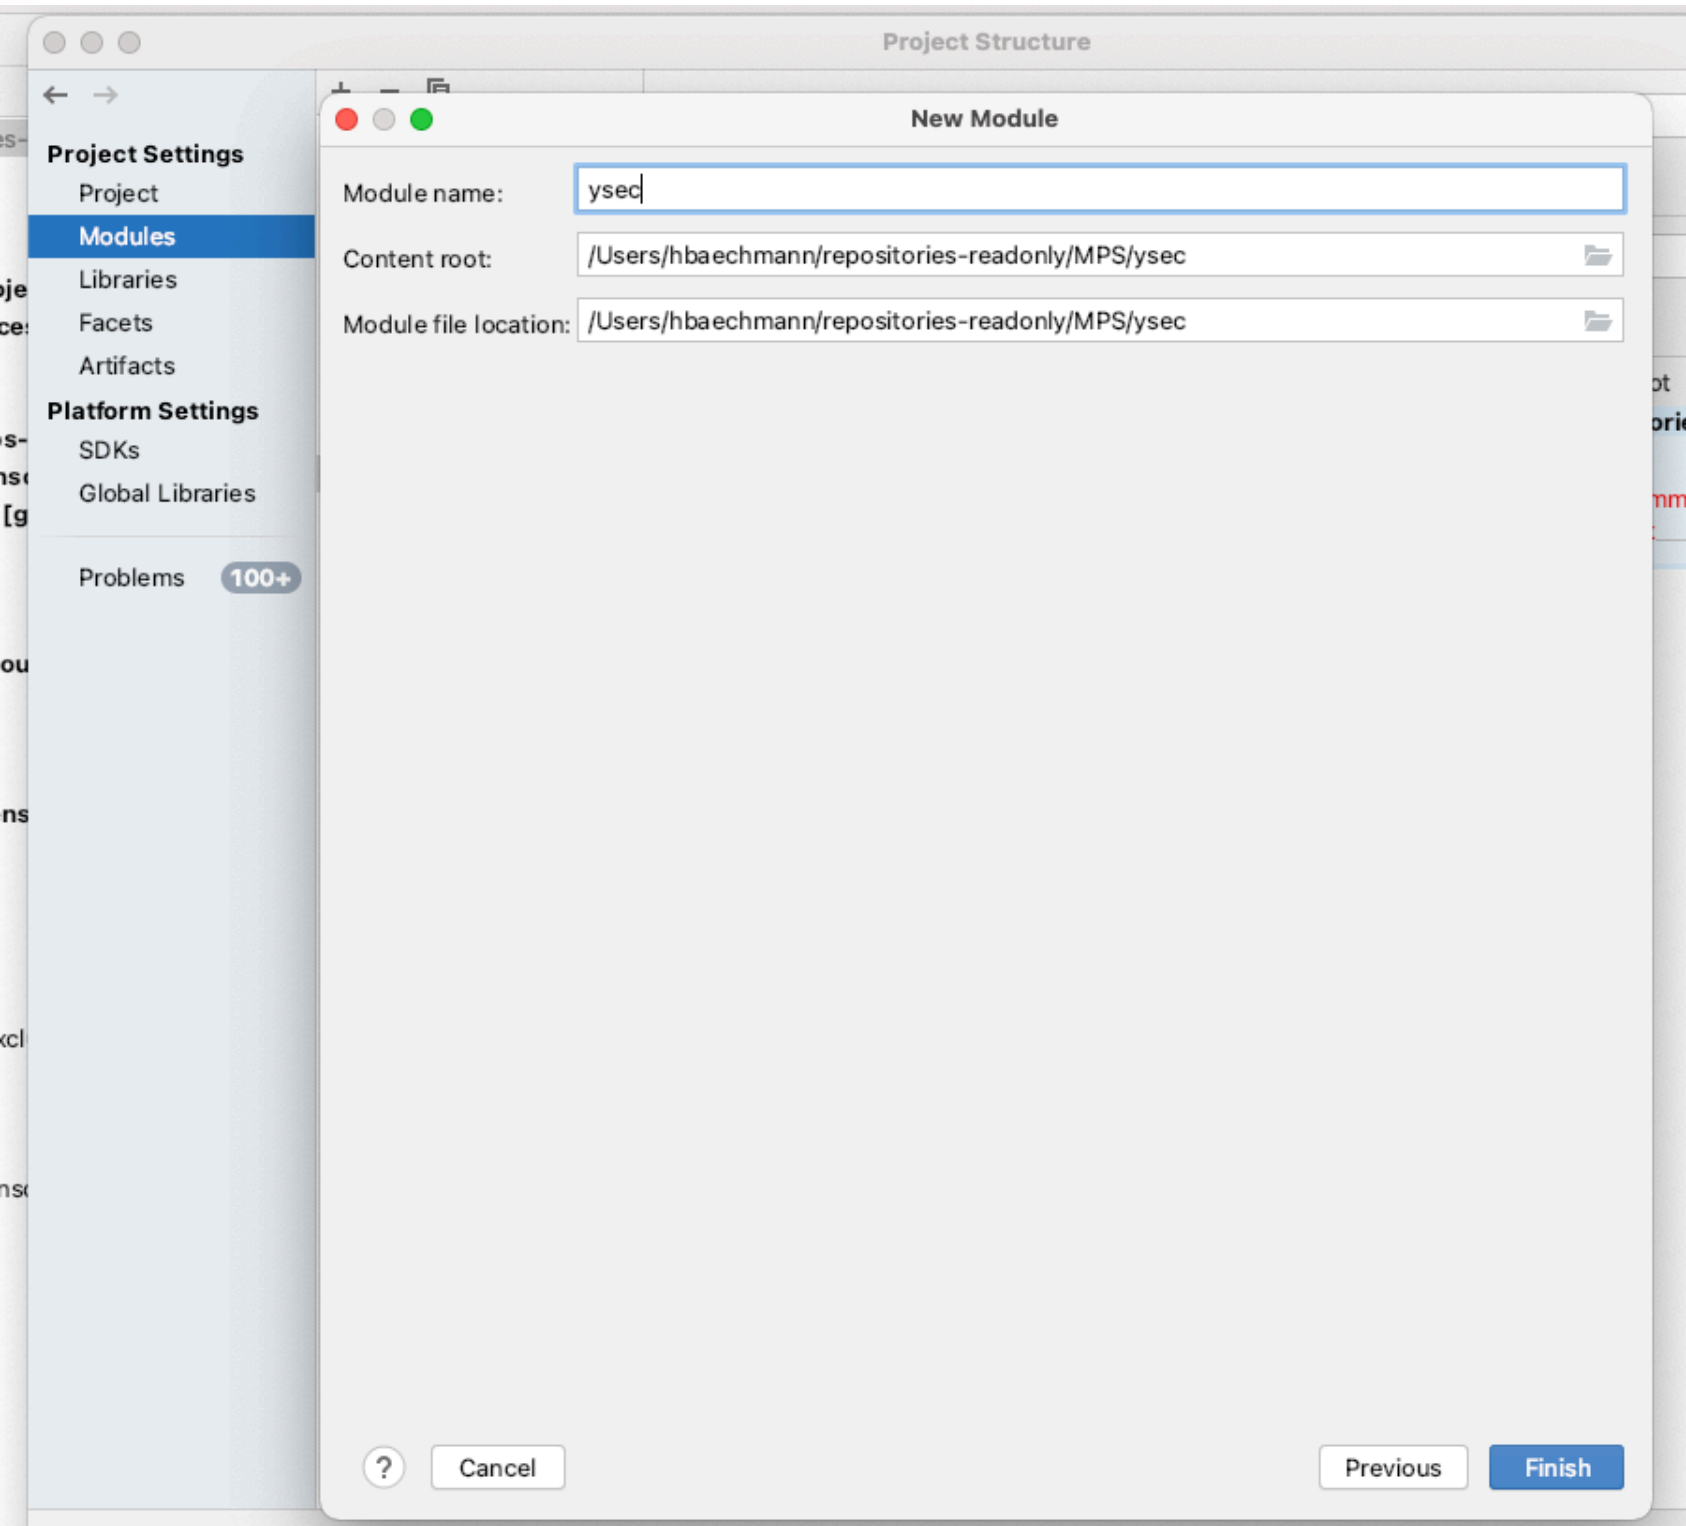 Project Structure
New Module
Project Settings
Project
Modules
Libraries
Facets
Artifacts
Platform Settings
SDKs
Global Libraries
Problems 100+
Module name: ysec
Content root: /Users/hbaechmann/repositories-readonly/MPS/ysec
Module file location: /Users/hbaechmann/repositories-readonly/MPS/ysec
? Cancel Previous Finish